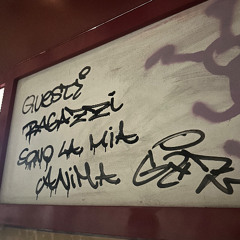 QUESTI
RAGAZZI
SONO LA MIA
ANIMA